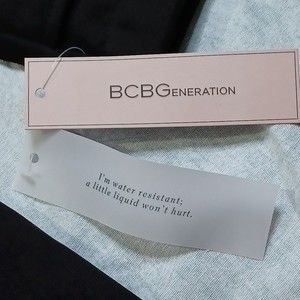 BCBGENERATION
I'm water resistant;
a little liquid won't hurt.